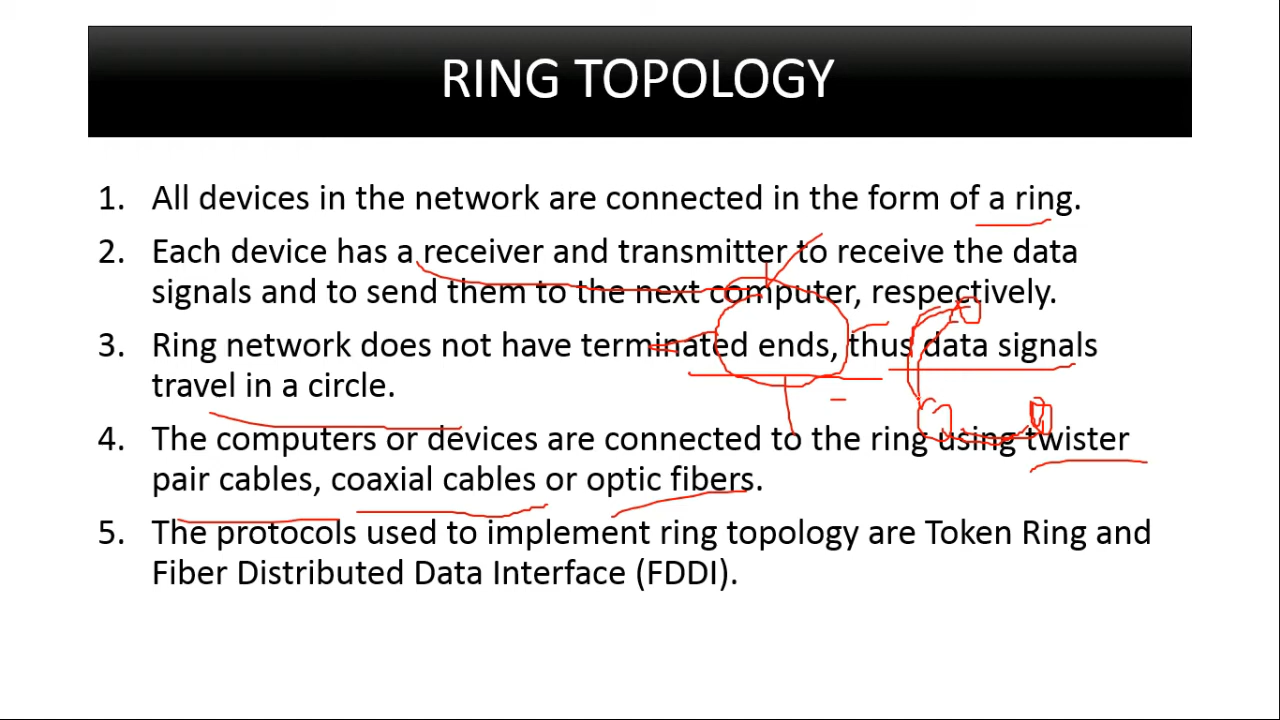 RING TOPOLOGY
1. All devices in the network are connected in the form of a ring.
2. Each device has a receiver and transmitter to receive the data
signals and to send them to the next computer, respectively.
3. Ring network does not have terminated ends, thus data signals
travel in a circle.
4. The computers or devices are connected to the ring using twister
pair cables, coaxial cables or optic fibers.
5. The protocols used to implement ring topology are Token Ring and
Fiber Distributed Data Interface (FDDI).